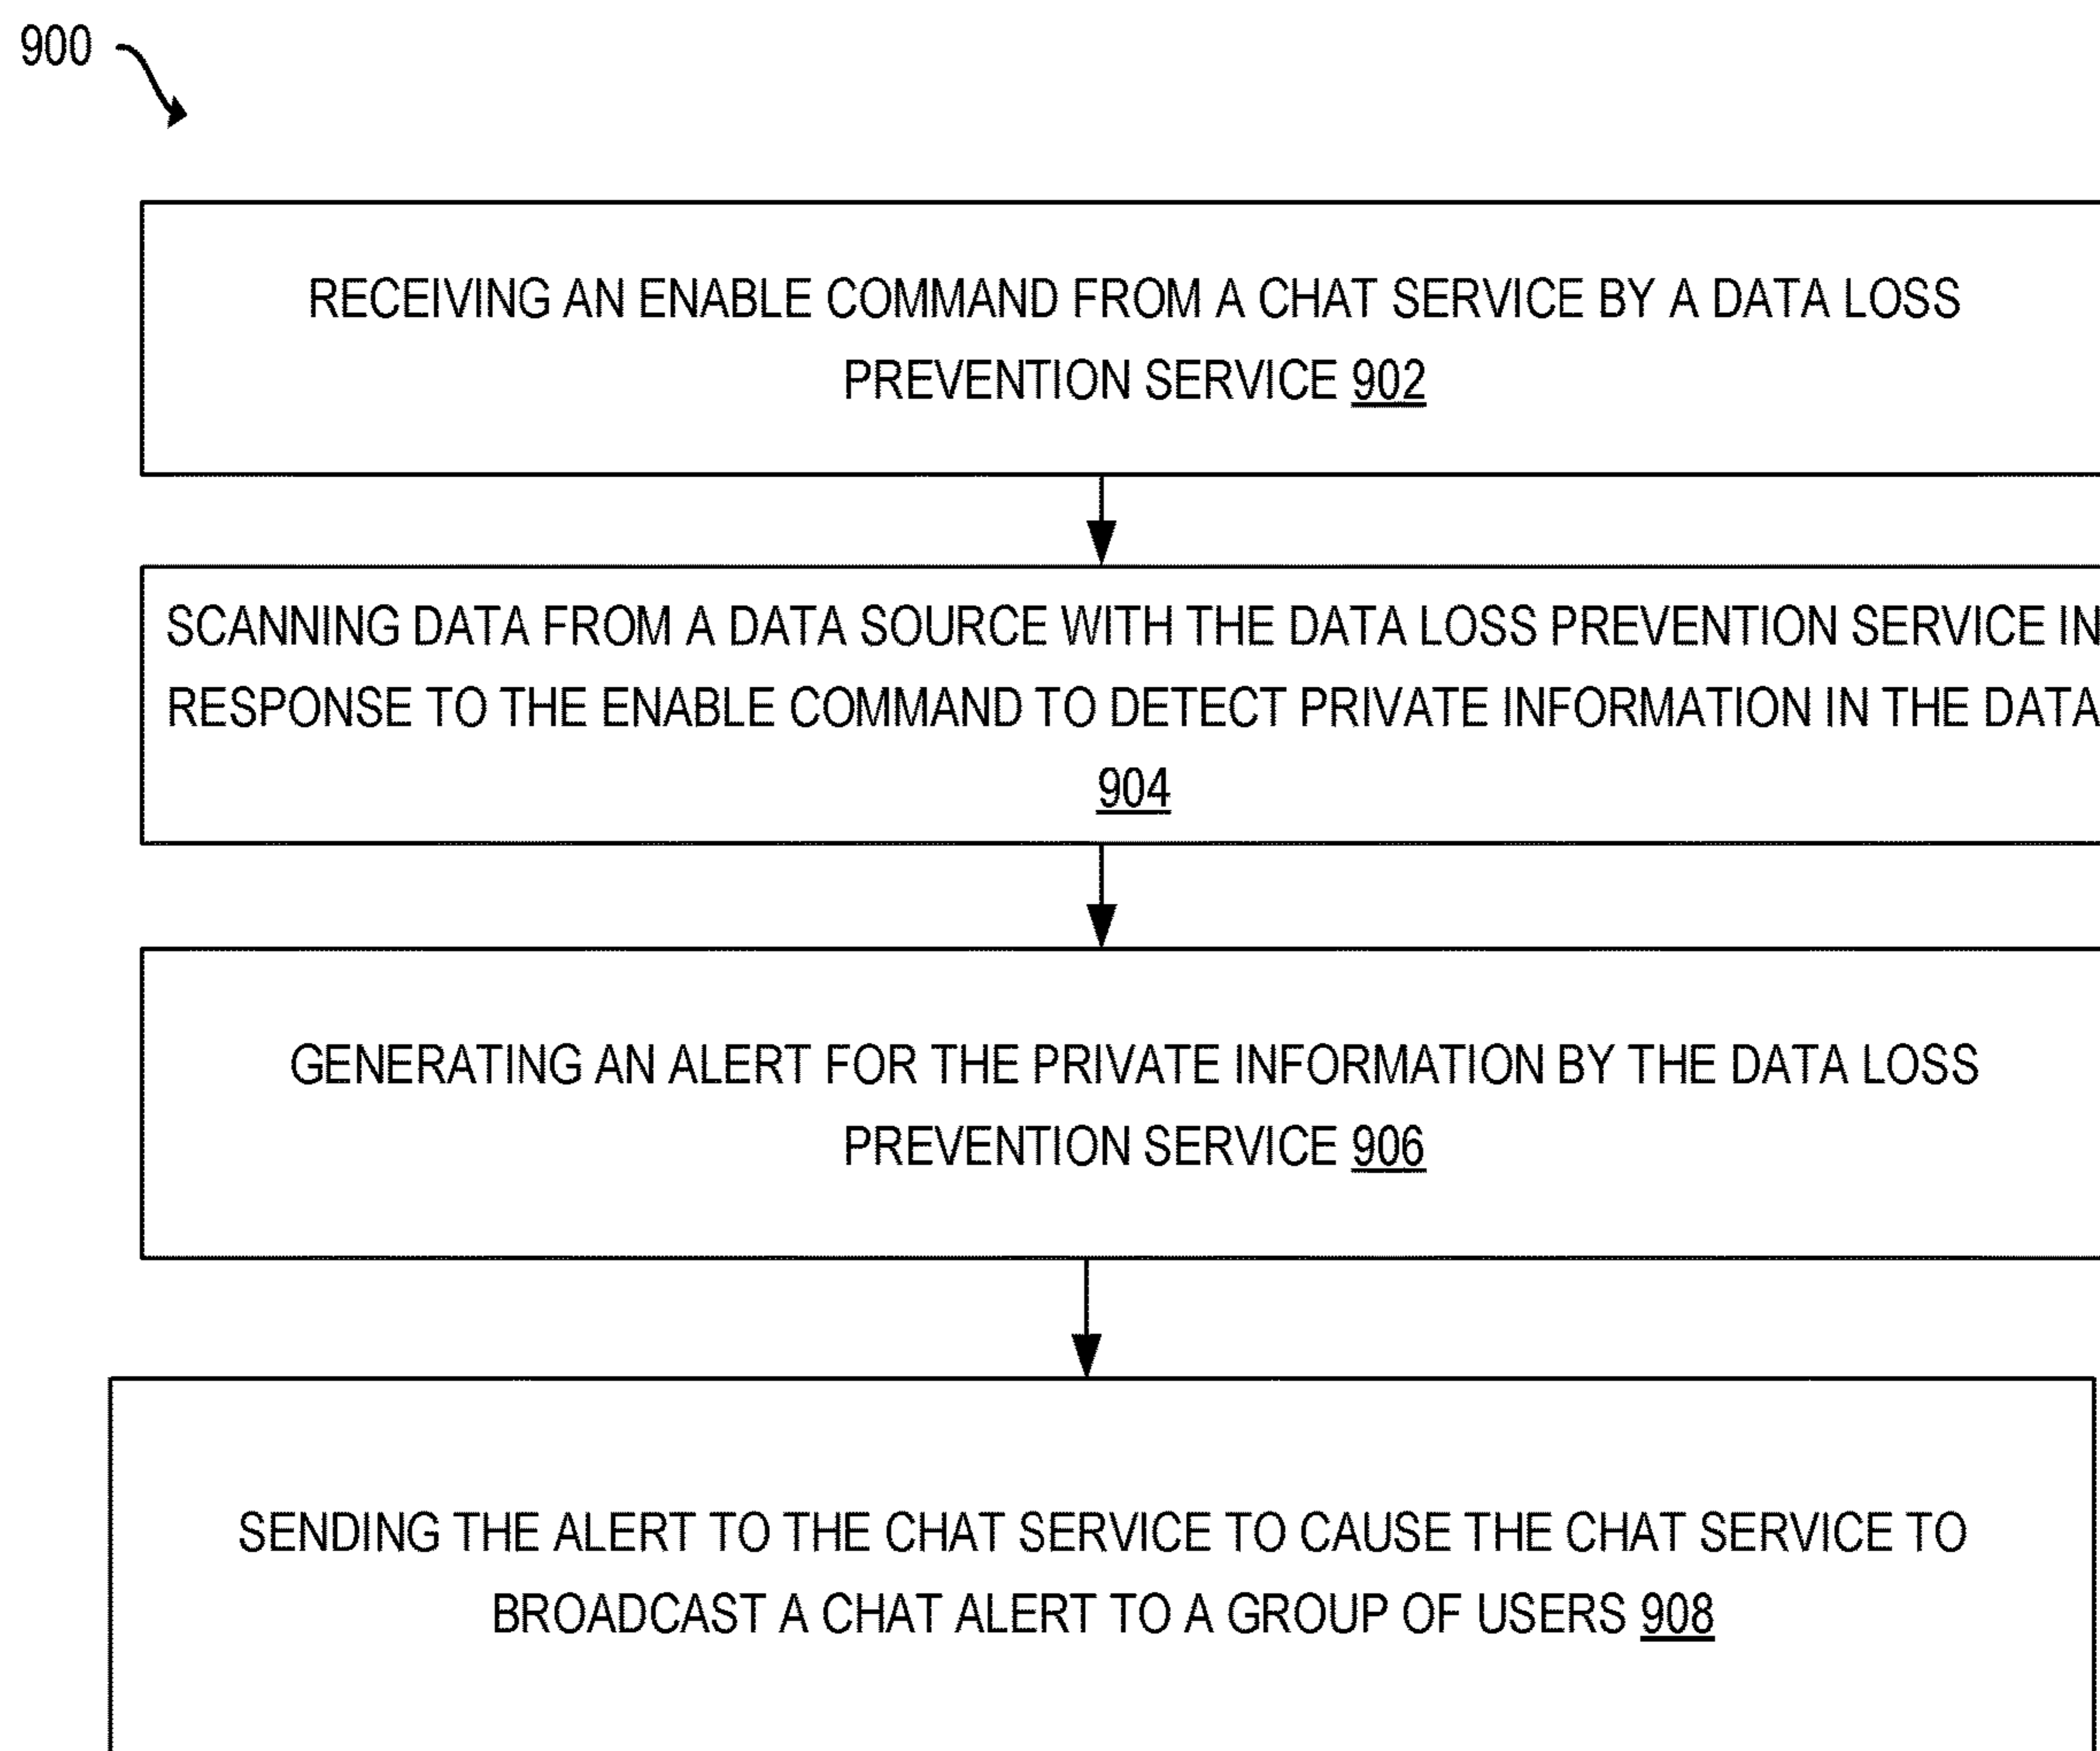 900
RECEIVING AN ENABLE COMMAND FROM A CHAT SERVICE BY A DATA LOSS
PREVENTION SERVICE 902
SCANNING DATA FROM A DATA SOURCE WITH THE DATA LOSS PREVENTION SERVICE IN
RESPONSE TO THE ENABLE COMMAND TO DETECT PRIVATE INFORMATION IN THE DATA
904
GENERATING AN ALERT FOR THE PRIVATE INFORMATION BY THE DATA LOSS
PREVENTION SERVICE 906
SENDING THE ALERT TO THE CHAT SERVICE TO CAUSE THE CHAT SERVICE TO
BROADCAST A CHAT ALERT TO A GROUP OF USERS 908